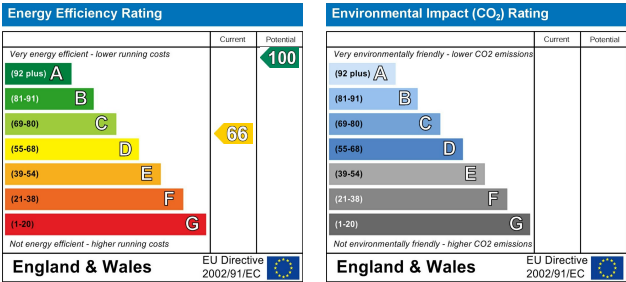 Energy Efficiency Rating
Current Potential
Very energy efficient - lower running costs
(92 plus) A
(81-91) B
(69-80) C
(55-68) D
(39-54) E
(21-38) F
(1-20) G
66
100
Not energy efficient - higher running costs
England & Wales
EU Directive
2002/91/EC
Environmental Impact (CO2) Rating
Current Potential
Very environmentally friendly - lower CO2 emissions
(92 plus) A
(81-91) B
(69-80) C
(55-68) D
(39-54) E
(21-38) F
(1-20) G
Not environmentally friendly - higher CO2 emissions
England & Wales
EU Directive
2002/91/EC